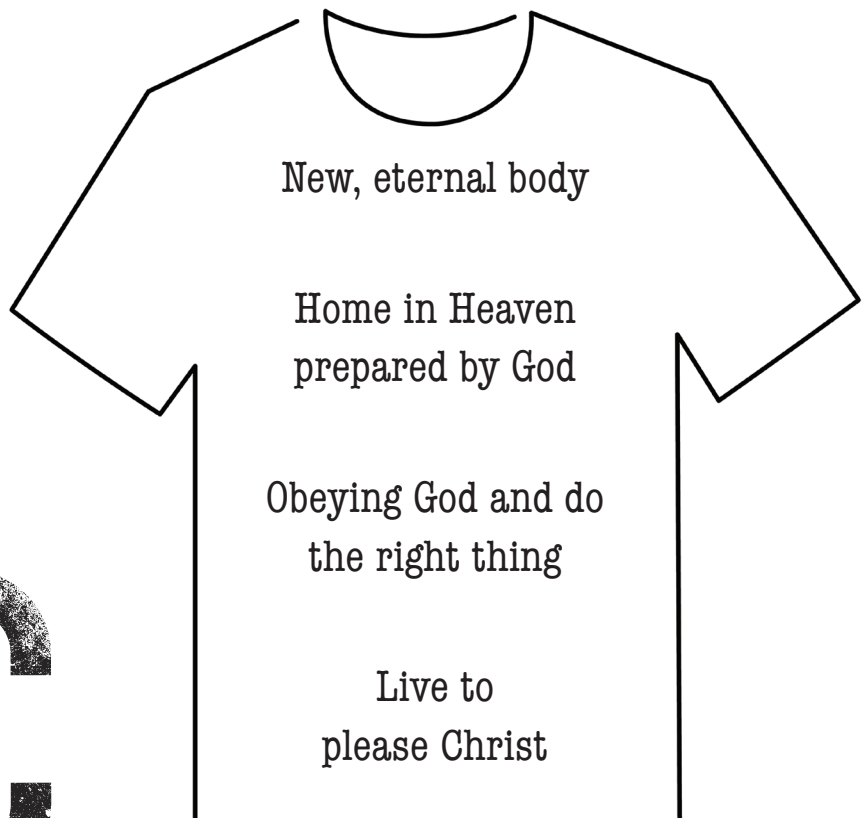 New, eternal body
Home in Heaven
prepared by God
Obeying God and do
the right thing
Live to
please Christ